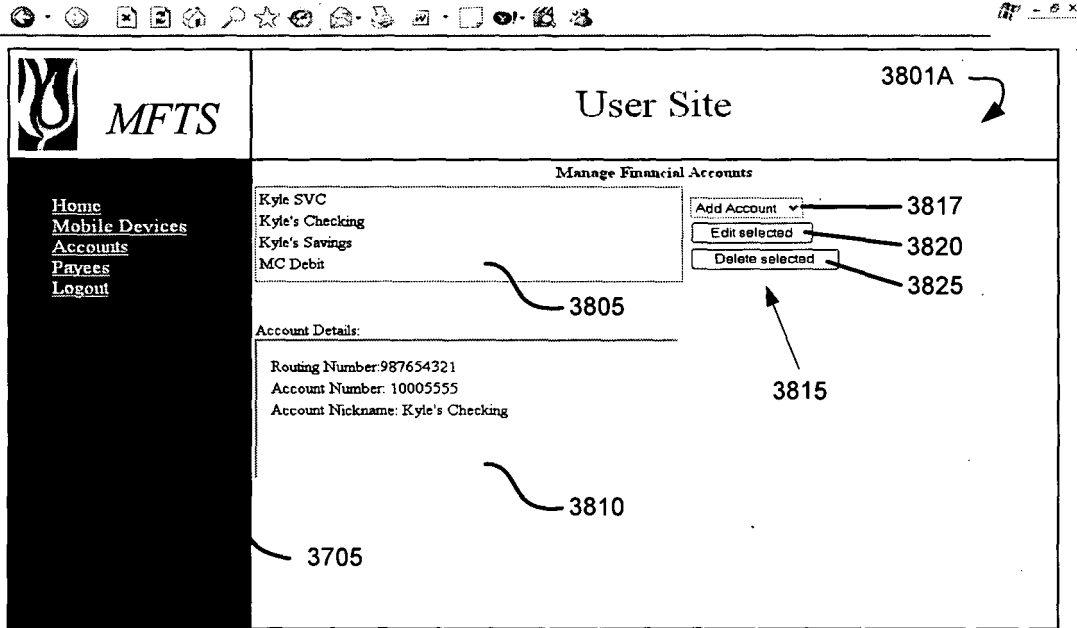 MFTS
User Site
3801A
Manage Financial Accounts
Home
Mobile Devices
Accounts
Payees
Logout
Kyle SVC
Kyle's Checking
Kyle's Savings
MC Debit
Add Account
Edit selected
Delete selected
3817
3820
3825
3805
3815
Account Details:
Routing Number:987654321
Account Number: 10005555
Account Nickname: Kyle's Checking
3810
3705